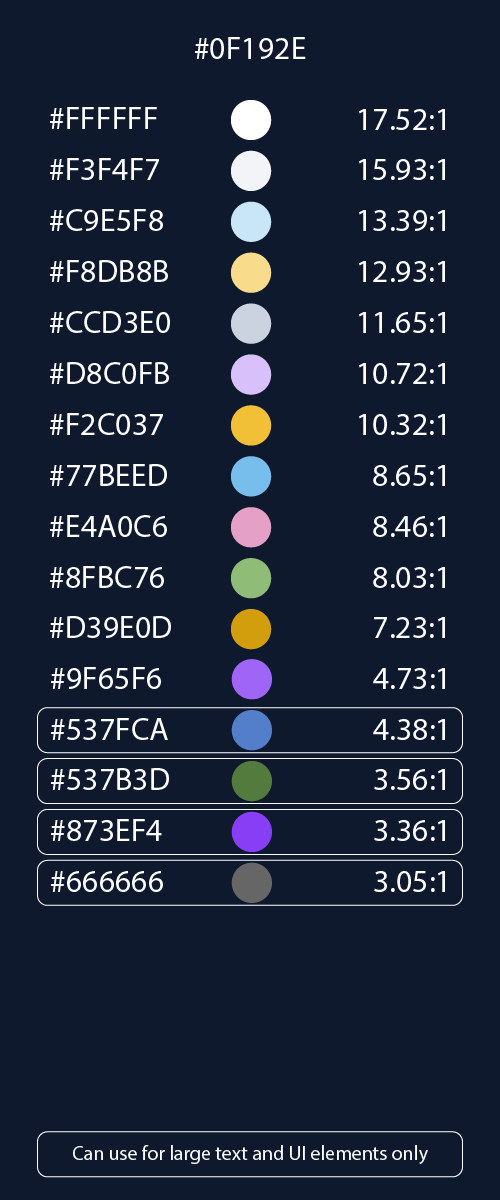 #0F192E
#FFFFFF 17.52:1
#F3F4F7 15.93:1
#C9E5F8 13.39:1
#F8DB8B 12.93:1
#CCD3E0 11.65:1
#D8C0FB 10.72:1
#F2C037 10.32:1
#77BEED 8.65:1
#E4A0C6 8.46:1
#8FBC76 8.03:1
#D39E0D 7.23:1
#9F65F6 4.73:1
#537FCA 4.38:1
#537B3D 3.56:1
#873EF4 3.36:1
#666666 3.05:1
Can use for large text and UI elements only